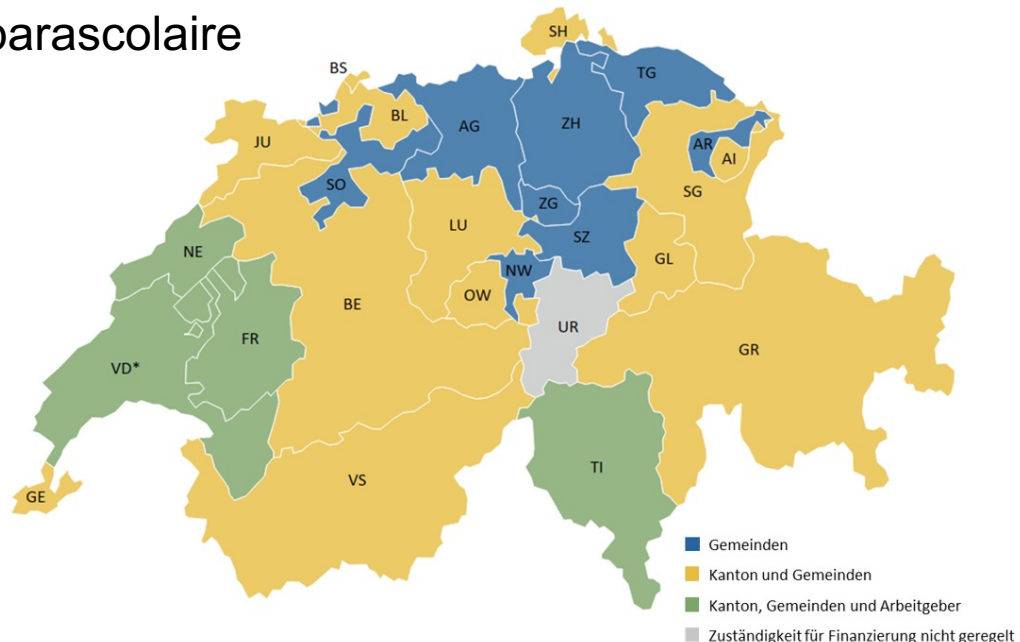 parascolaire
SH
BS
TG
BL
AG
ZH
JU
AR
AI
SO
SG
ZG
LU
SZ
NE
GL
NW
OW
BE
UR
FR
GR
VD*
TI
VS
GE
Gemeinden
Kanton und Gemeinden
Kanton, Gemeinden und Arbeitgeber
Zuständigkeit für Finanzierung nicht geregelt